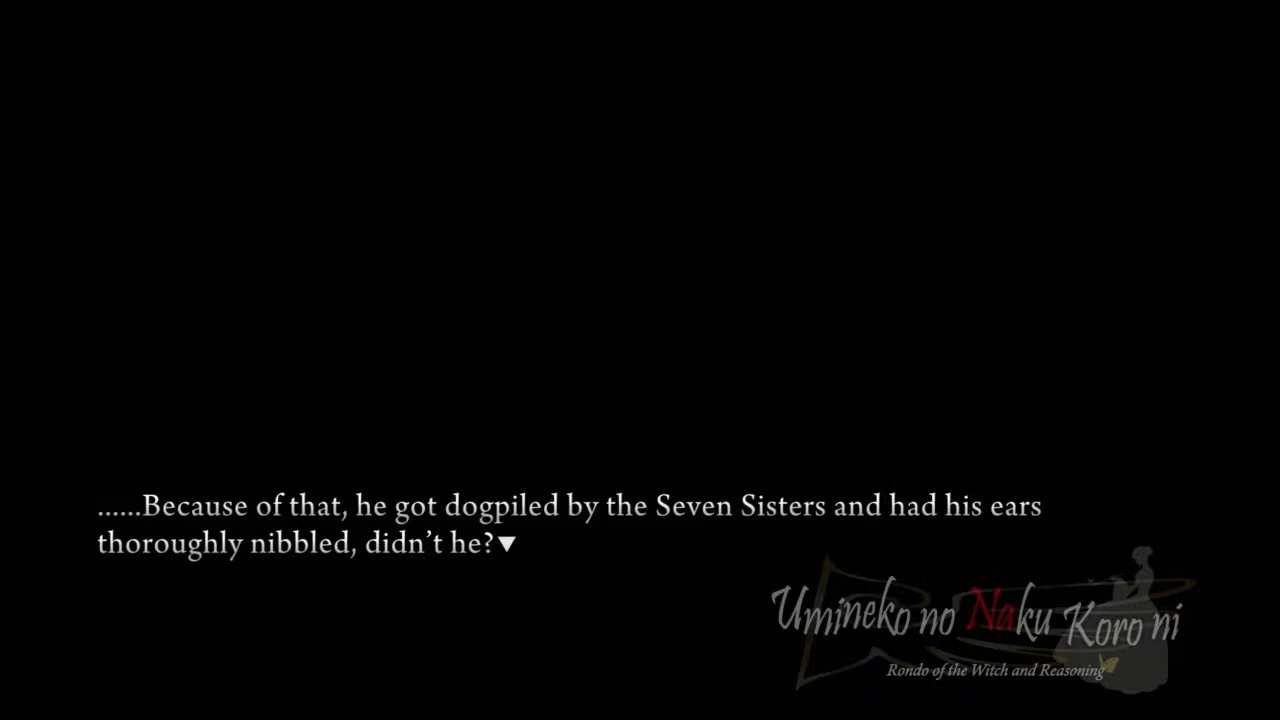 ......Because of that, he got dogpiled by the Seven Sisters and had his ears
thoroughly nibbled, didn't he?▼
Umineko no Naku Koro ni
Rondo of the Witch and Reasoning